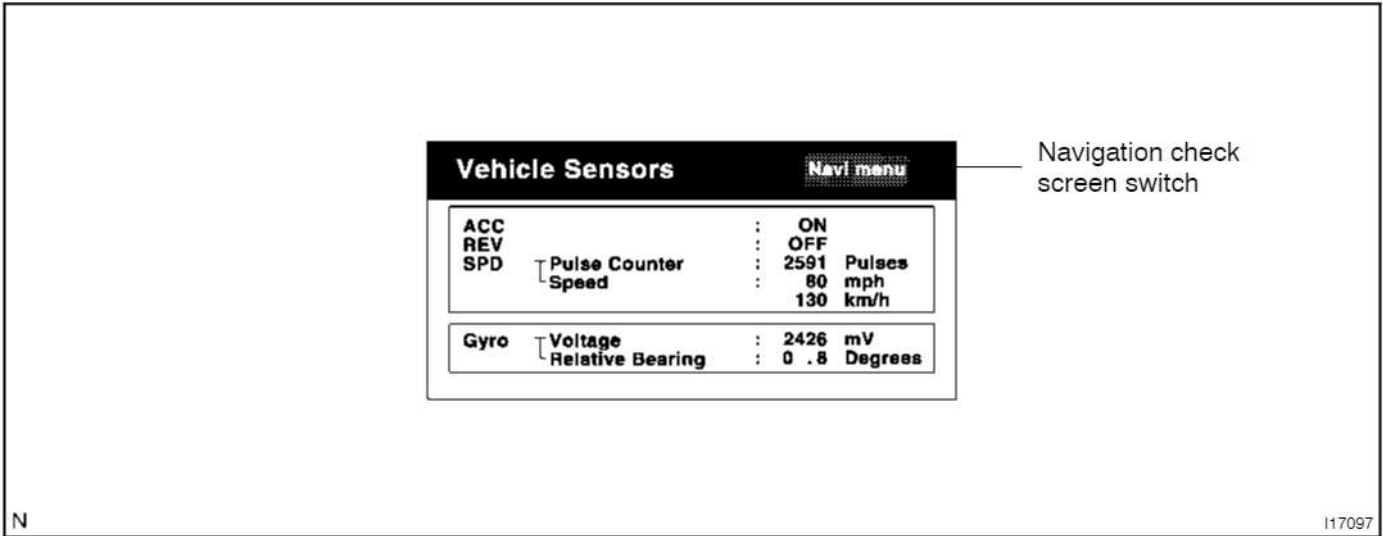 Vehicle Sensors Navi menu
Navigation check
screen switch
ACC : ON
REV : OFF
SPD Pulse Counter : 2591 Pulses
Speed : 80 mph
130 km/h
Gyro Voltage : 2426 mV
Relative Bearing : 0 .8 Degrees
N
I17097